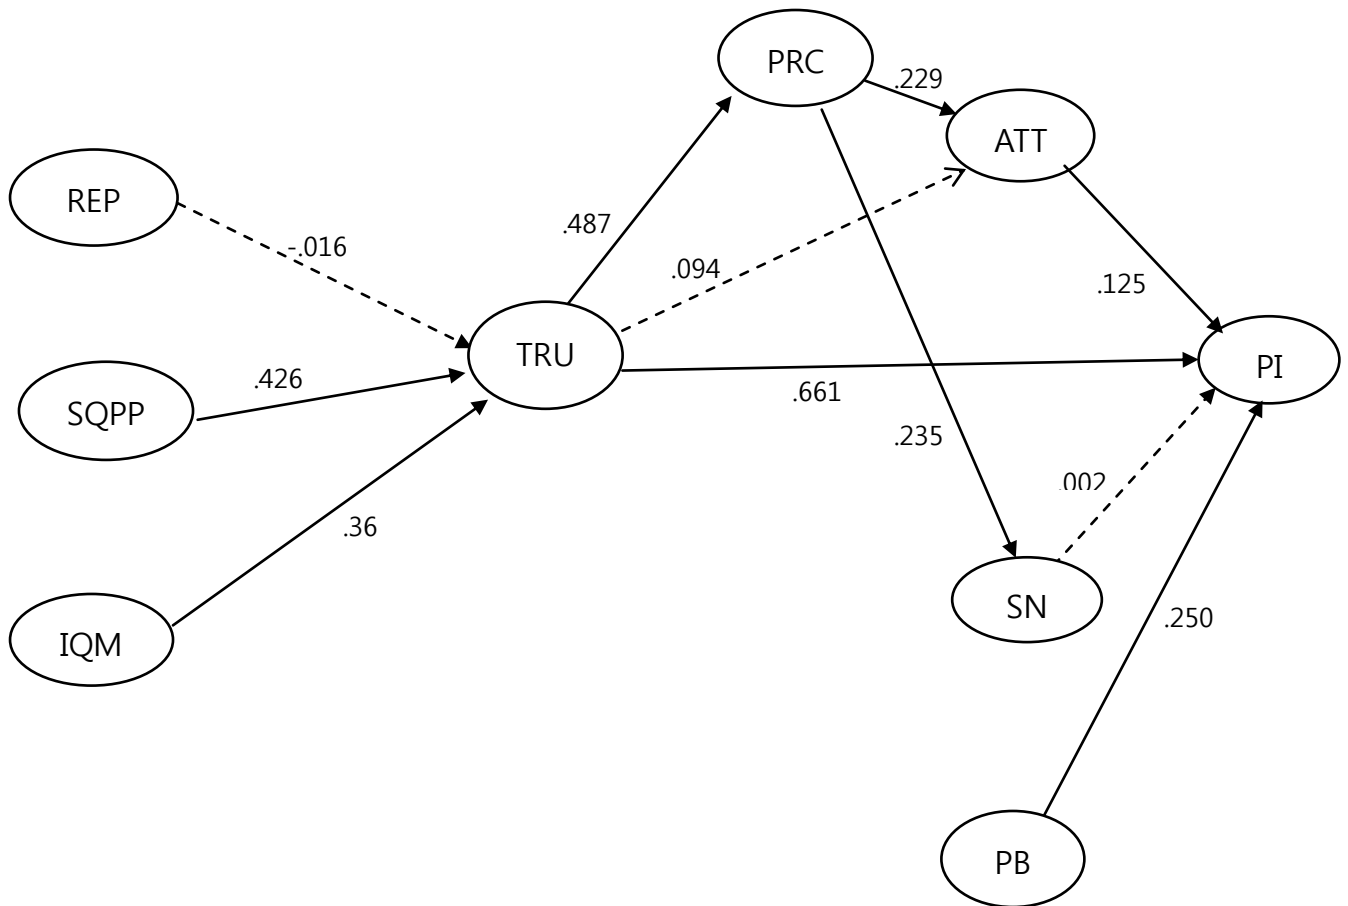 PRC
.229
ATT
REP
.487
-.016
.094
.125
TRU
PI
.426
SQPP
.661
.235
.002
.36
SN
.250
IQM
PB